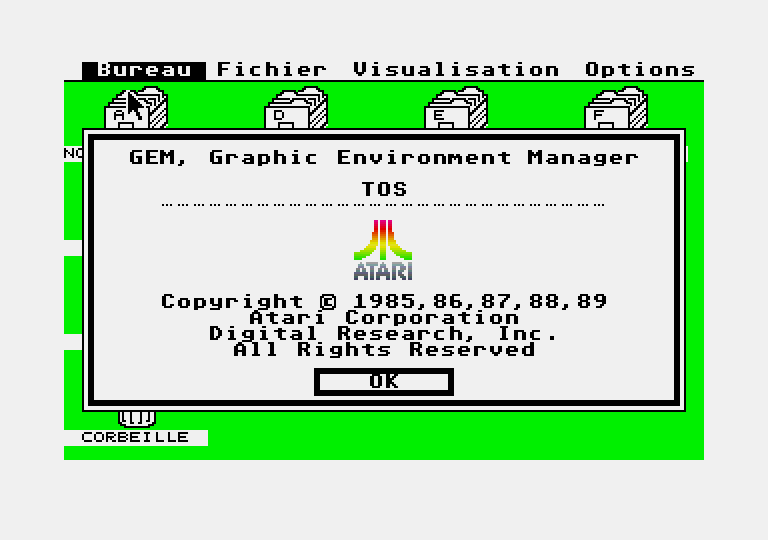 Bureau Fichier Visualisation Options
A D E F
GEM, Graphic Environment Manager
TOS
ATARI
Copyright © 1985,86,87,88,89
Atari Corporation
Digital Research, Inc.
All Rights Reserved
OK
CORBEILLE